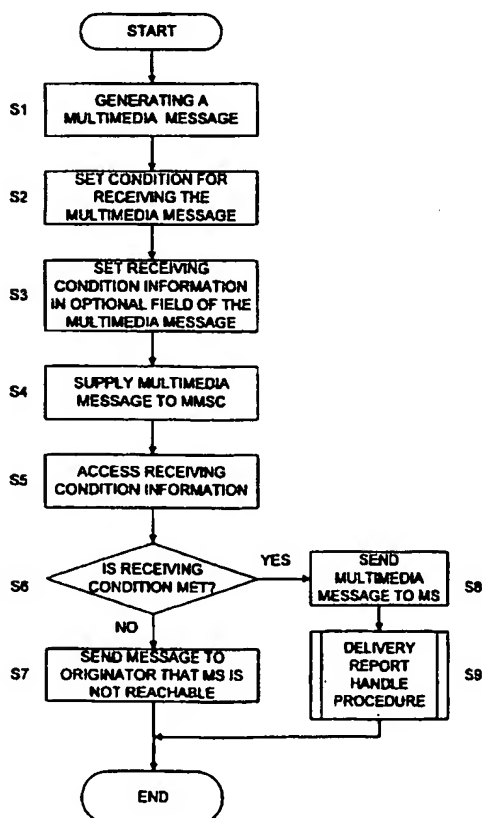 START
S1
GENERATING A
MULTIMEDIA MESSAGE
S2
SET CONDITION FOR
RECEIVING THE
MULTIMEDIA MESSAGE
S3
SET RECEIVING
CONDITION INFORMATION
IN OPTIONAL FIELD OF THE
MULTIMEDIA MESSAGE
S4
SUPPLY MULTIMEDIA
MESSAGE TO MMSC
S5
ACCESS RECEIVING
CONDITION INFORMATION
S6
IS RECEIVING
CONDITION MET?
YES
SEND
MULTIMEDIA
MESSAGE TO MS
S8
NO
S7
SEND MESSAGE TO
ORIGINATOR THAT MS IS
NOT REACHABLE
DELIVERY
REPORT
HANDLE
PROCEDURE
S9
END